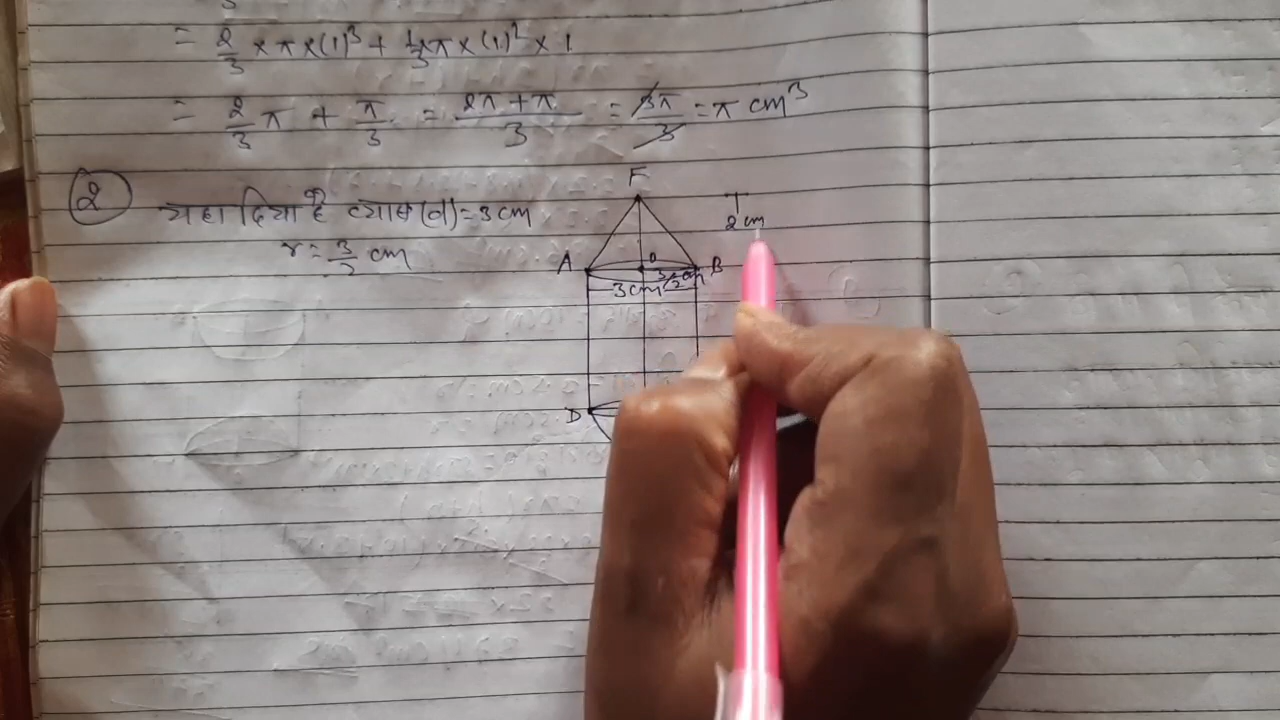 = 2/3 × π × (1)³ + 1/3 × π × (1)² × 1
= 2/3 π + π/3 = 2π + π / 3 = 3π/3 = π cm³
2 यहा दिया है कि व्यास (d) = 3 cm
r = 3/2 cm
F
2 cm
A O B
3 cm 3/2 cm
D